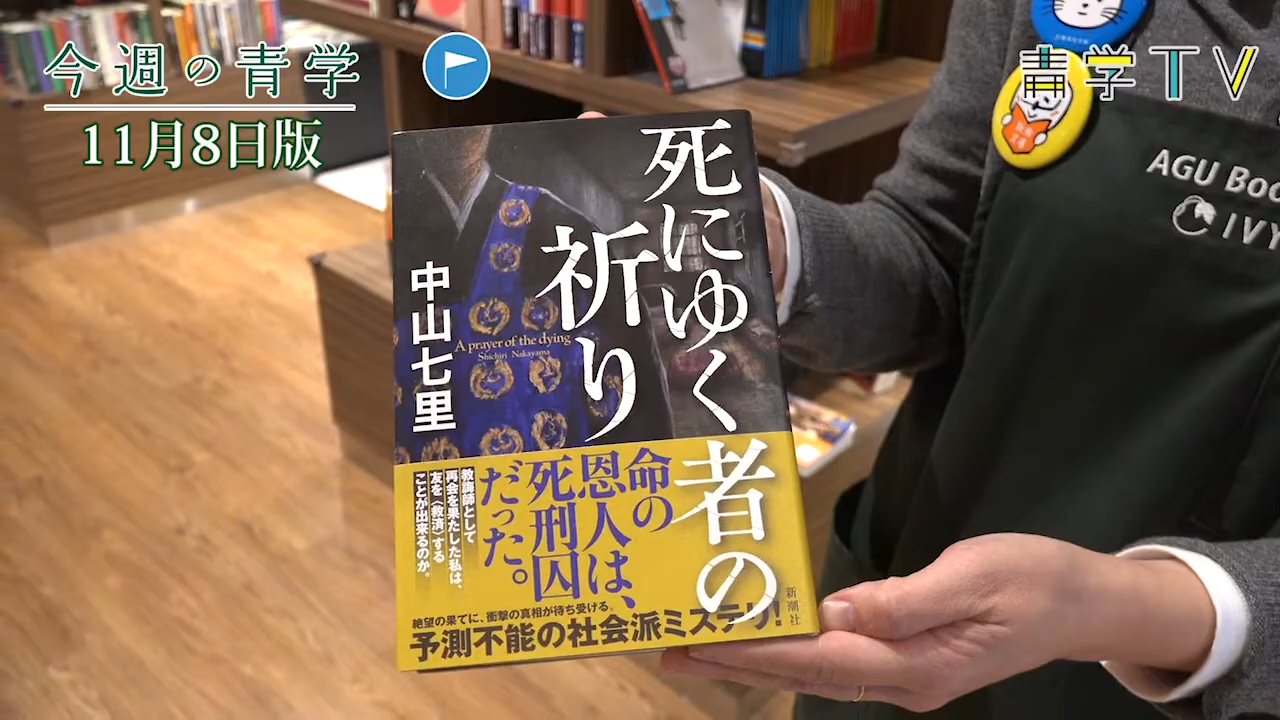 今週の青学
11月8日版
青学TV
AGU Boo
IVY
死にゆく者の
祈り
A prayer of the dying
Shichiri Nakayama
中山七里
命の
恩人は、
死刑囚
だった。
教誨師として
再会を果たした私は、
友を〈救済〉する
ことが出来るのか。
絶望の果てに、衝撃の真相が待ち受ける。
予測不能の社会派ミステリ!
新潮社